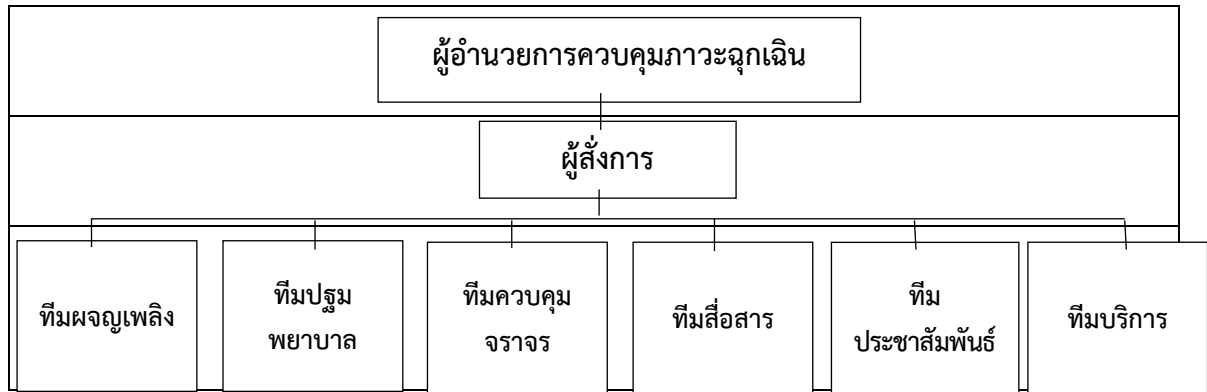 ผู้อำนวยการควบคุมภาวะฉุกเฉิน
ผู้สั่งการ
ทีมผจญเพลิง
ทีมปฐม
พยาบาล
ทีมควบคุม
จราจร
ทีมสื่อสาร
ทีม
ประชาสัมพันธ์
ทีมบริการ